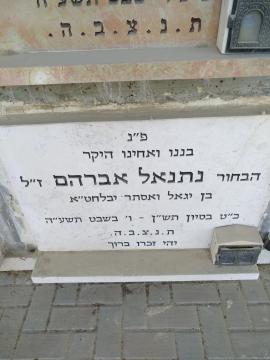 ת.נ.צ.ב.ה.
פ"נ
בננו ואחינו היקר
הבחור נתנאל אברהם ז"ל
בן יגאל ואסתר יבלחט"א
כ"ט בסיון תש"ן - ו' בשבט תשע"ה
ת.נ.צ.ב.ה.
יהי זכרו ברוך